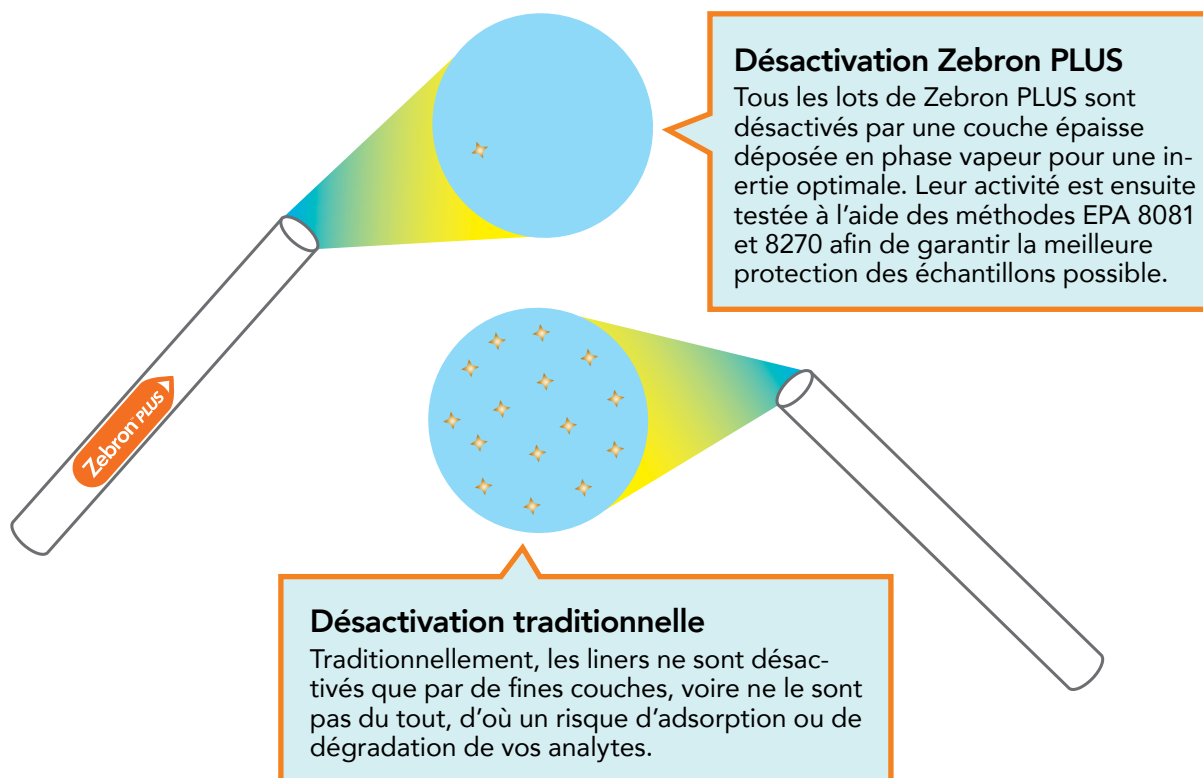 Désactivation Zebron PLUS
Tous les lots de Zebron PLUS sont
désactivés par une couche épaisse
déposée en phase vapeur pour une in-
ertie optimale. Leur activité est ensuite
testée à l’aide des méthodes EPA 8081
et 8270 afin de garantir la meilleure
protection des échantillons possible.
Zebron™ PLUS
Désactivation traditionnelle
Traditionnellement, les liners ne sont désac-
tivés que par de fines couches, voire ne le sont
pas du tout, d’où un risque d’adsorption ou de
dégradation de vos analytes.